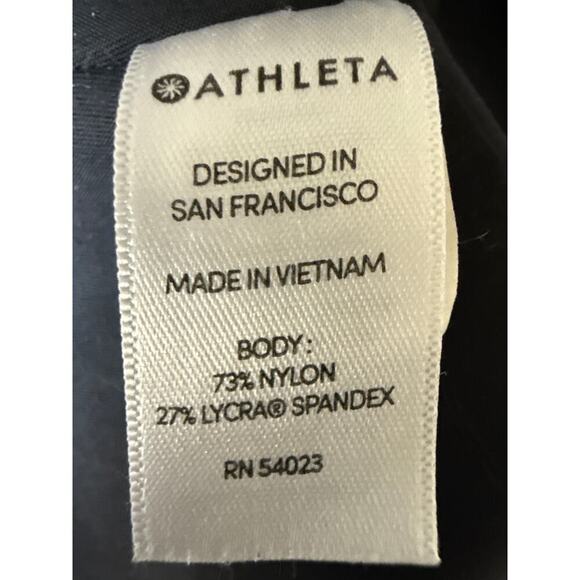 ATHLETA
DESIGNED IN
SAN FRANCISCO
MADE IN VIETNAM
BODY:
73% NYLON
27% LYCRA® SPANDEX
RN 54023